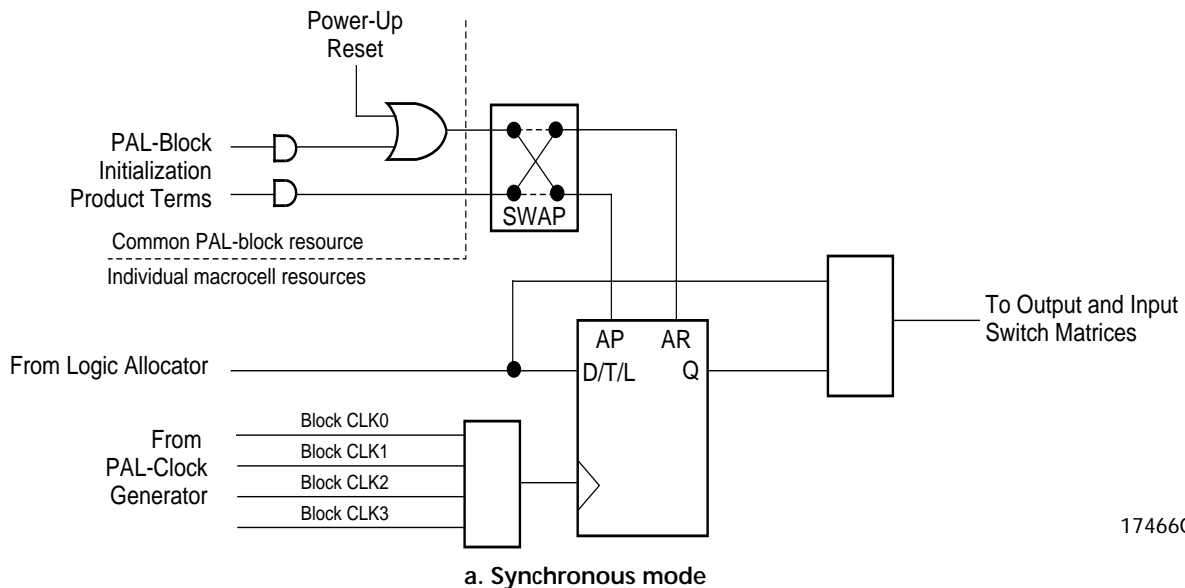 Power-Up
Reset
PAL-Block
Initialization
Product Terms
SWAP
Common PAL-block resource
Individual macrocell resources
To Output and Input
Switch Matrices
AP AR
From Logic Allocator
D/T/L Q
From
PAL-Clock
Generator
Block CLK0
Block CLK1
Block CLK2
Block CLK3
17466G
a. Synchronous mode